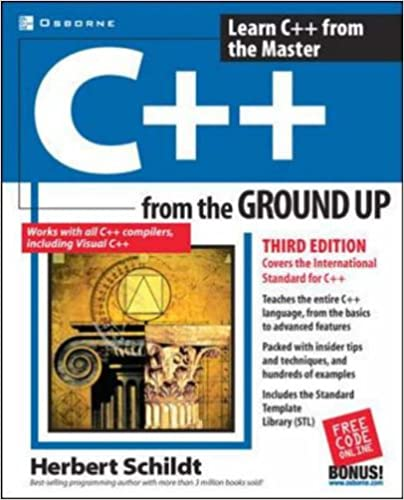 OSBORNE
Learn C++ from
the Master
C++
from the GROUND UP
Works with all C++ compilers,
including Visual C++
THIRD EDITION
Covers the International
Standard for C++
Teaches the entire C++
language, from the basics
to advanced features
Packed with insider tips
and techniques, and
hundreds of examples
Includes the Standard
Template
Library (STL)
FREE
CODE
ONLINE
BONUS!
www.osborne.com
Herbert Schildt
Best-selling programming author with more than 3 million books sold!